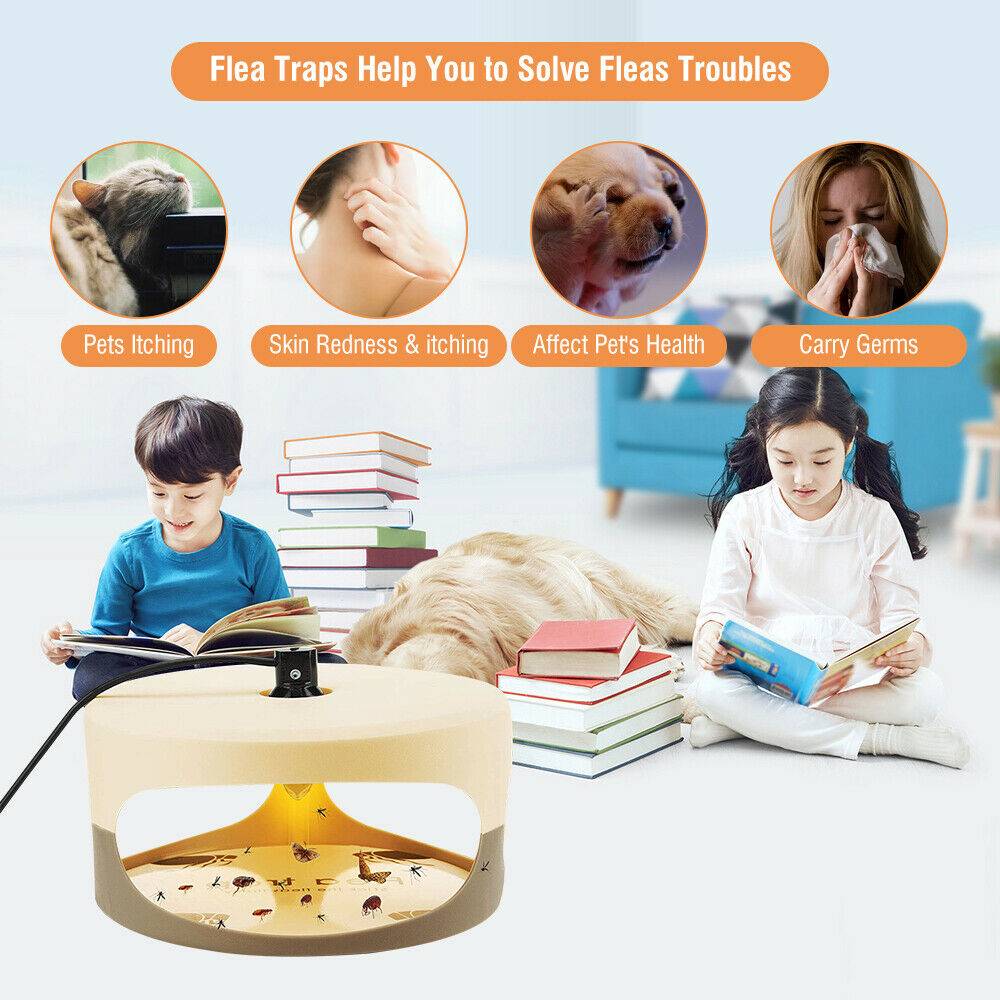 Flea Traps Help You to Solve Fleas Troubles
Pets Itching
Skin Redness & itching
Affect Pet's Health
Carry Germs